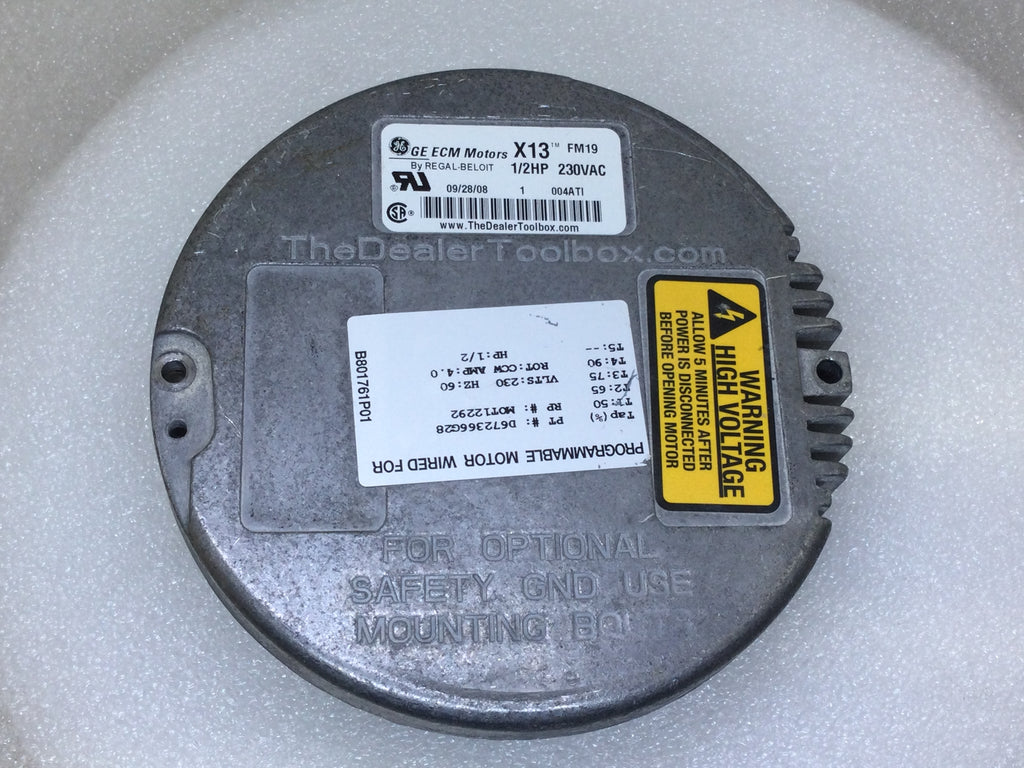 GE ECM Motors X13™ FM19
By REGAL-BELOIT 1/2HP 230VAC
09/28/08 1 004ATI
www.TheDealerToolbox.com
TheDealerToolbox.com
WARNING
HIGH VOLTAGE
ALLOW 5 MINUTES AFTER
POWER IS DISCONNECTED
BEFORE OPENING MOTOR
PROGRAMMABLE MOTOR WIRED FOR
PT #: D672366G28
RP #: MOT12292
VLTS:230 HZ:60
ROT:CCW AMP:4.0
HP:1/2
Tap(%)
T1:50
T2:65
T3:75
T4:90
T5:--
B801761P01
FOR OPTIONAL
SAFETY GND USE
MOUNTING BOLTS